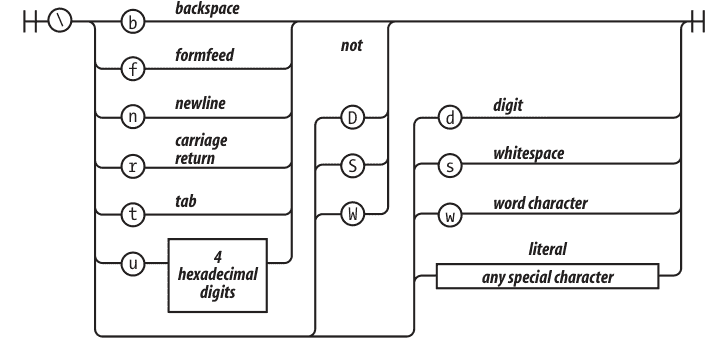 \
b
backspace
f
formfeed
n
newline
r
carriage
return
t
tab
u
4
hexadecimal
digits
not
D
S
W
d
digit
s
whitespace
w
word character
literal
any special character